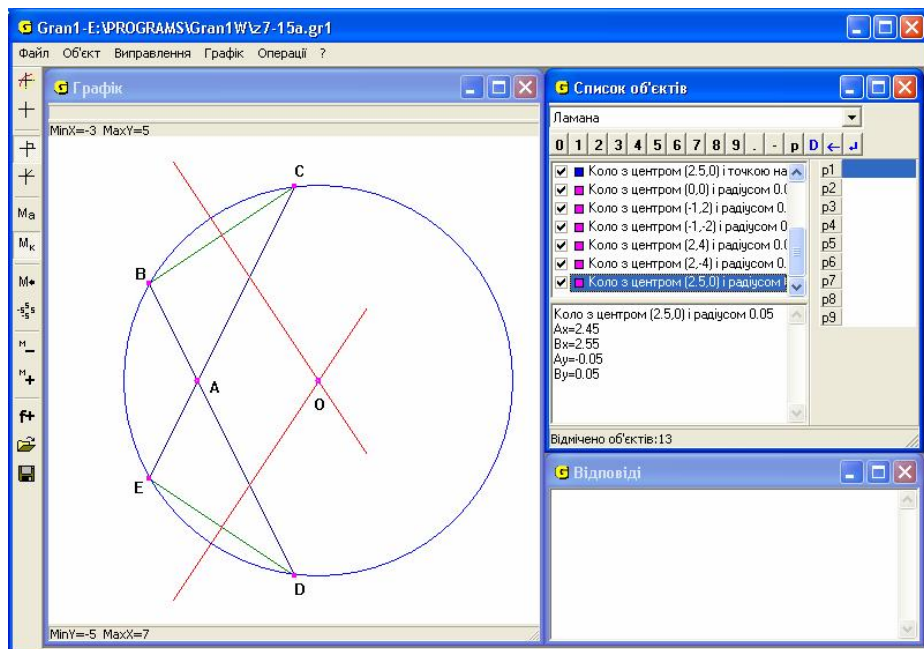 Gran1-E:\PROGRAMS\Gran1W\z7-15a.gr1
Файл Об'єкт Виправлення Графік Операції ?
Графік
MinX=-3 MaxY=5
C
B
A
O
E
D
MinY=-5 MaxX=7
Ma
Mк
M
M
M
f+
Список об'єктів
Ламана
0 1 2 3 4 5 6 7 8 9 . - p D ← ↲
Коло з центром (2.5,0) і точкою на
Коло з центром (0,0) і радіусом 0.0
Коло з центром (-1,2) і радіусом 0.
Коло з центром (-1,-2) і радіусом 0
Коло з центром (2,4) і радіусом 0.0
Коло з центром (2,-4) і радіусом 0.
Коло з центром (2.5,0) і радіусом
p1
p2
p3
p4
p5
p6
p7
p8
p9
Коло з центром (2.5,0) і радіусом 0.05
Ax=2.45
Bx=2.55
Ay=-0.05
By=0.05
Відмічено об'єктів:13
Відповіді